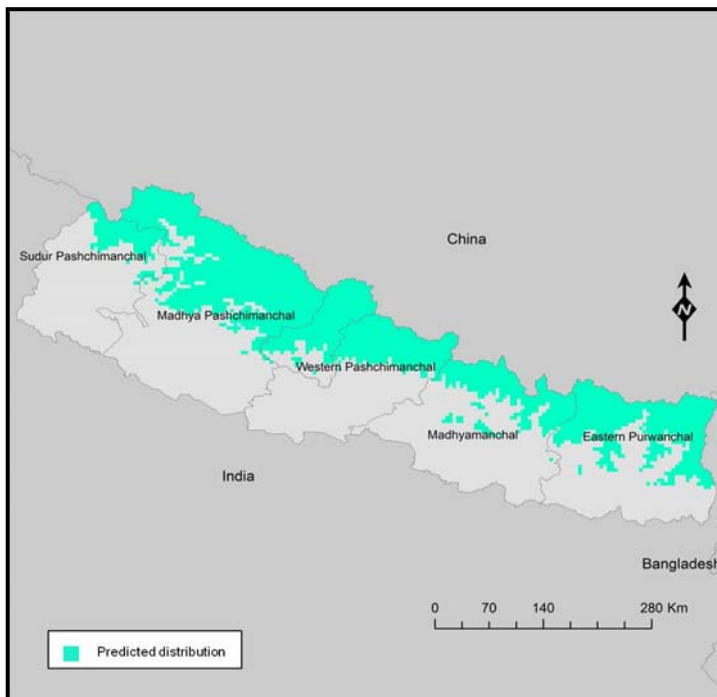 China
Sudur Pashchimanchal
N
Madhya Pashchimanchal
Western Pashchimanchal
Madhyamanchal
Eastern Purwanchal
India
Bangladesh
0 70 140 280 Km
Predicted distribution